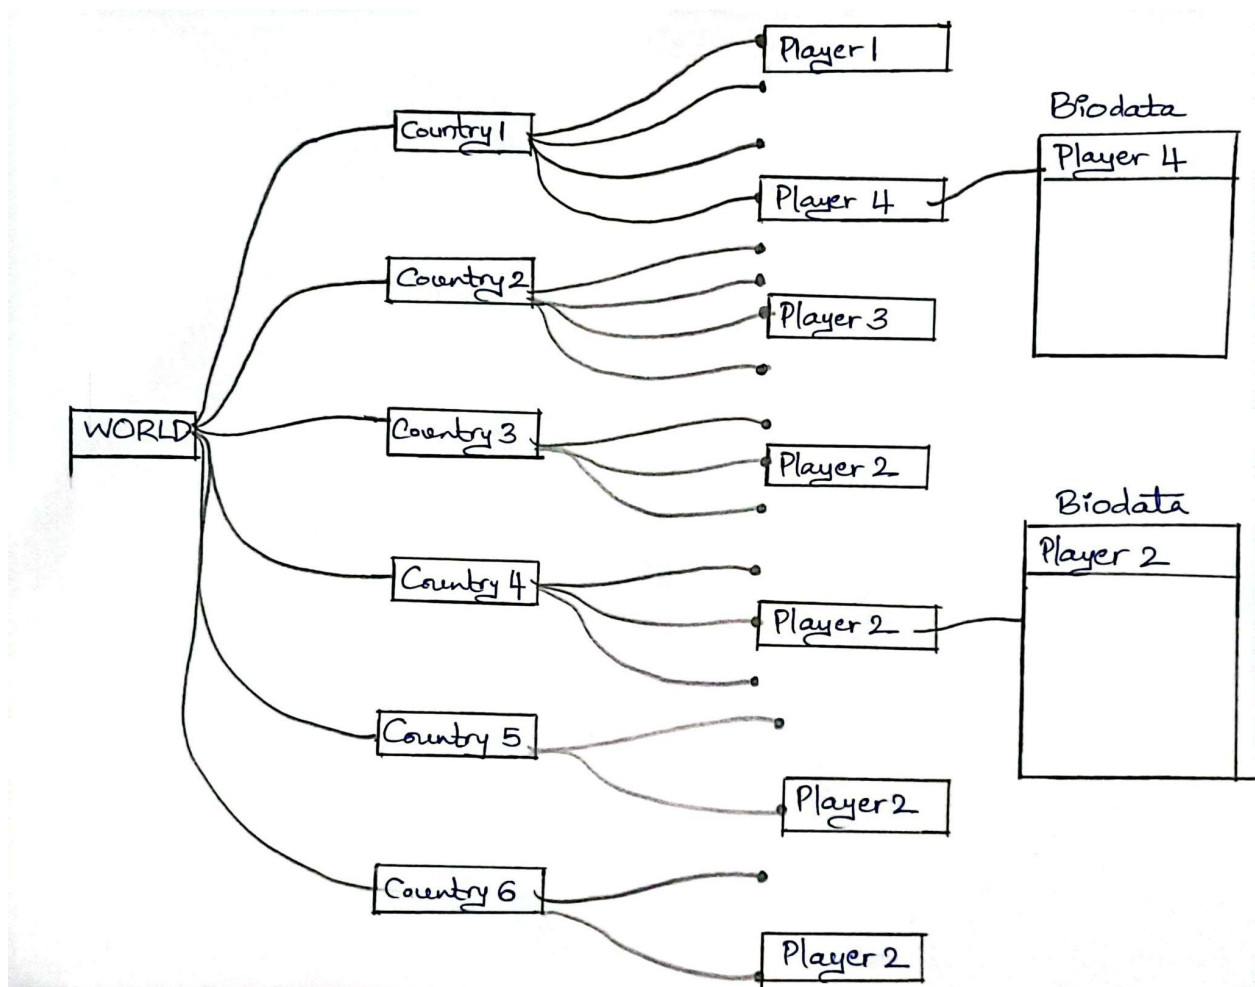 Player 1
Biodata
Country 1
Player 4
Player 4
Country 2
Player 3
WORLD
Country 3
Player 2
Biodata
Player 2
Country 4
Player 2
Country 5
Player 2
Country 6
Player 2